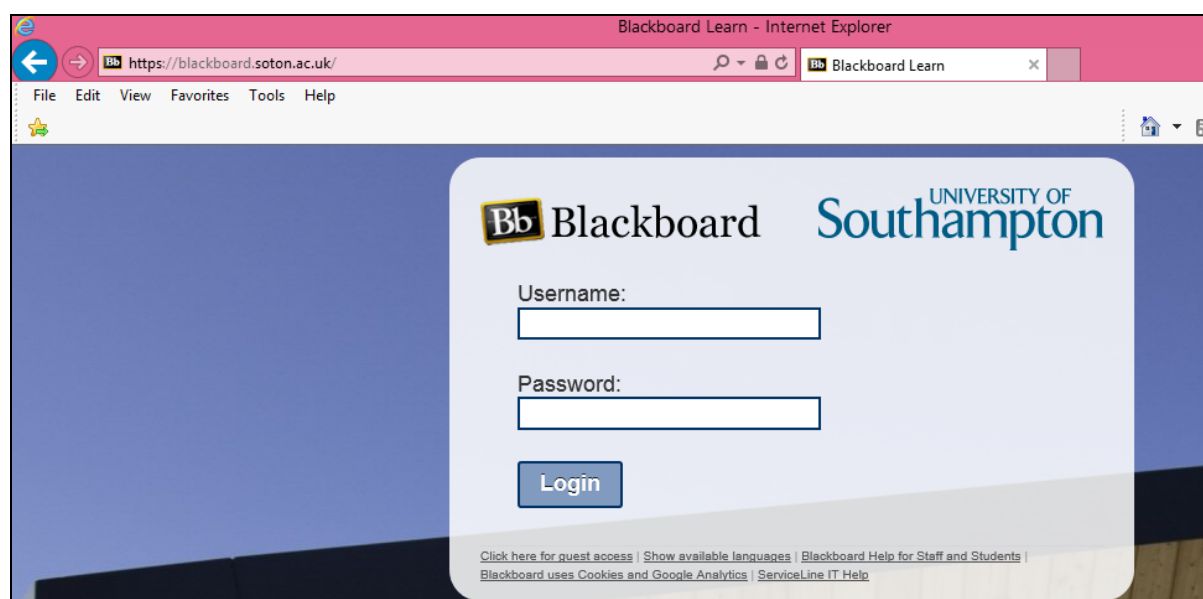 Blackboard Learn - Internet Explorer
Bb https://blackboard.soton.ac.uk/
Bb Blackboard Learn
File Edit View Favorites Tools Help
Bb Blackboard
UNIVERSITY OF
Southampton
Username:
Password:
Login
Click here for guest access | Show available languages | Blackboard Help for Staff and Students |
Blackboard uses Cookies and Google Analytics | ServiceLine IT Help